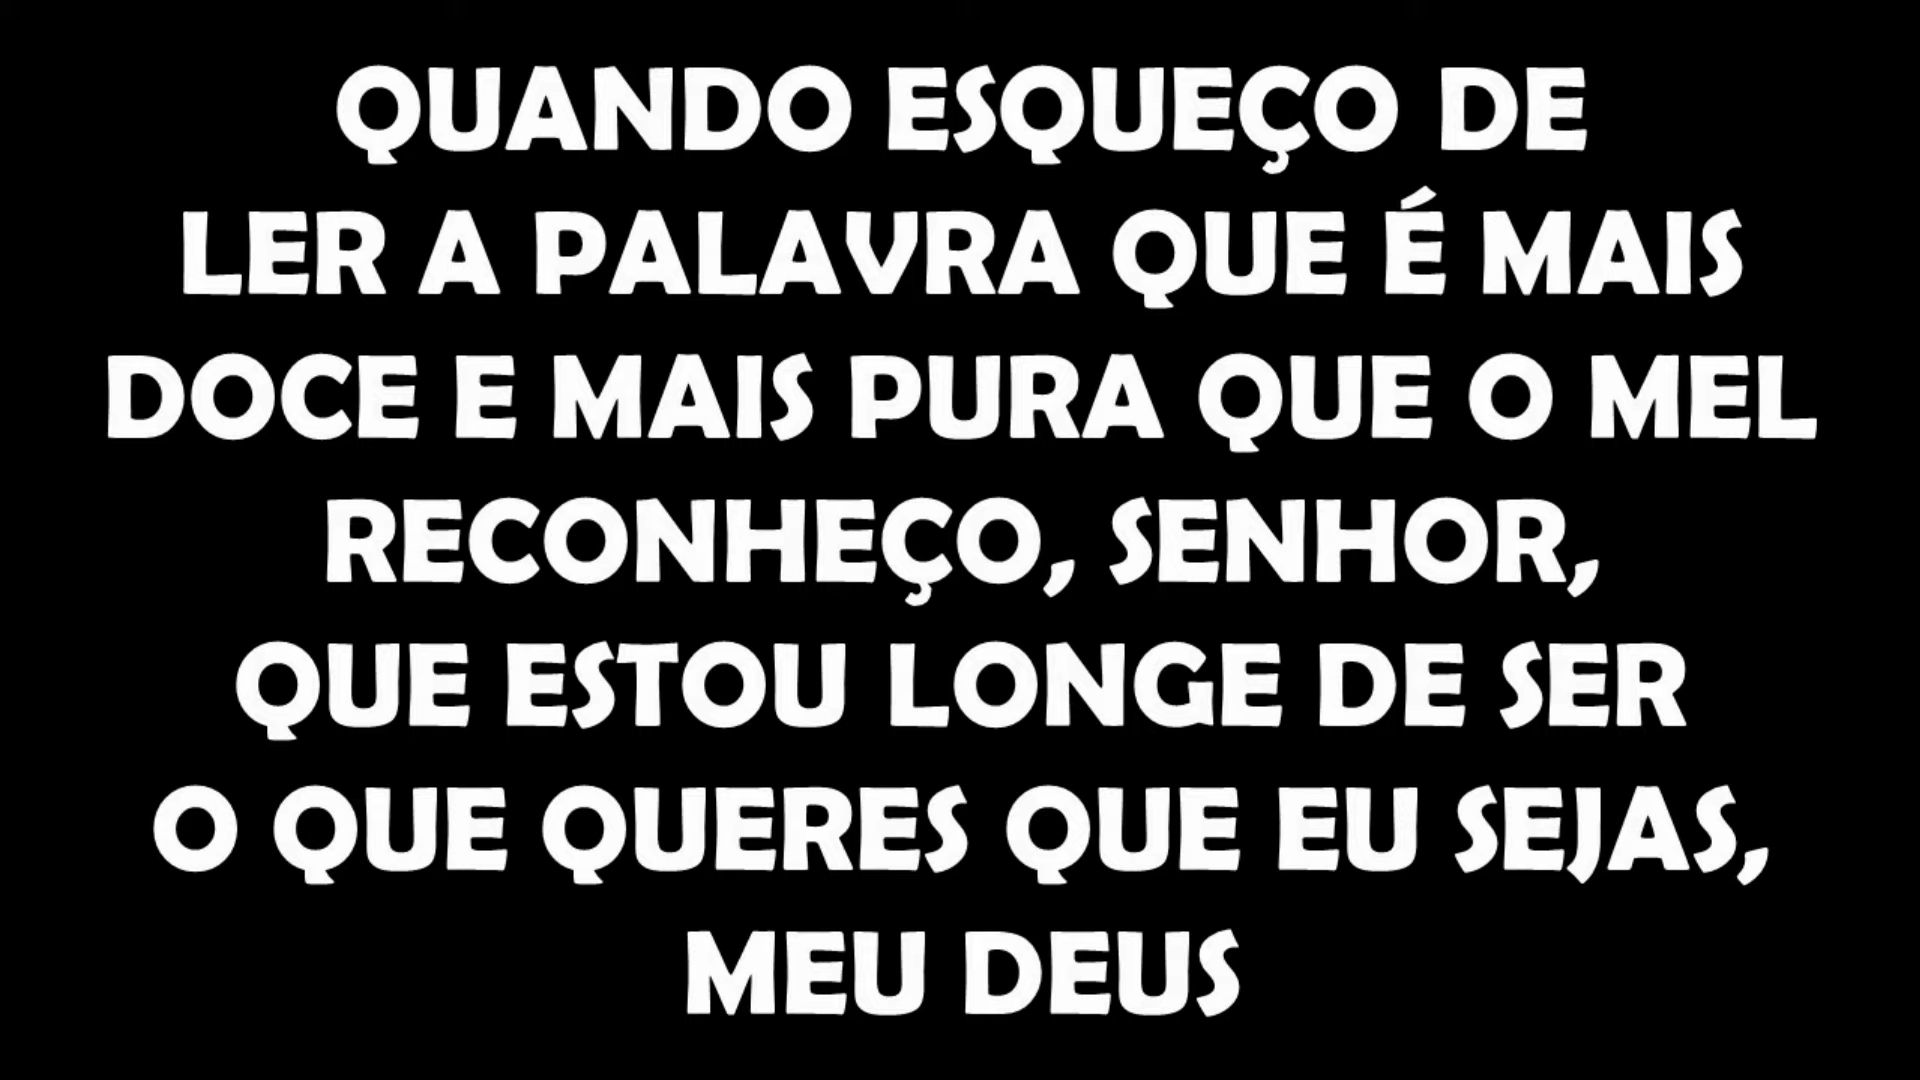 QUANDO ESQUEÇO DE
LER A PALAVRA QUE É MAIS
DOCE E MAIS PURA QUE O MEL
RECONHEÇO, SENHOR,
QUE ESTOU LONGE DE SER
O QUE QUERES QUE EU SEJAS,
MEU DEUS